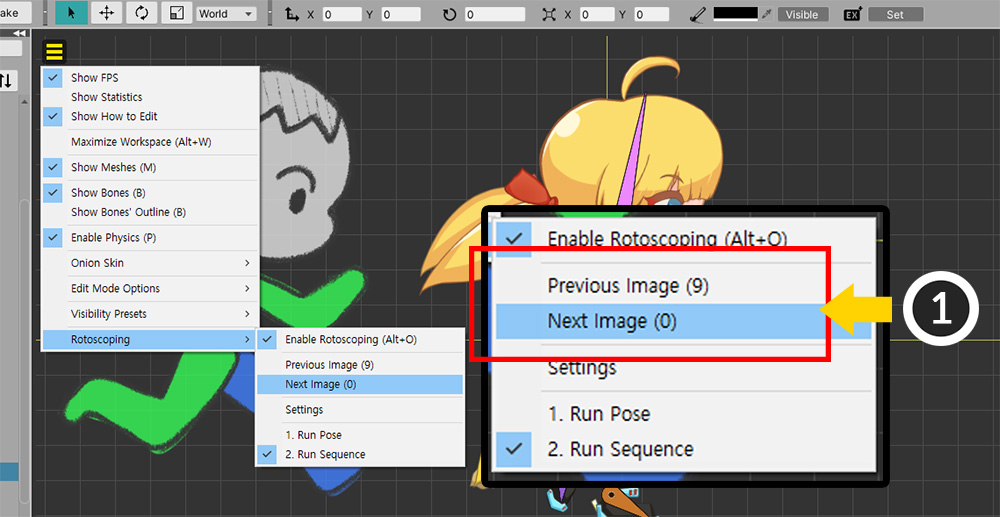 ake
World
X 0 Y 0
0
X 0 Y 0
Visible
EX
Set
Show FPS
Show Statistics
Show How to Edit
Maximize Workspace (Alt+W)
Show Meshes (M)
Show Bones (B)
Show Bones' Outline (B)
Enable Physics (P)
Onion Skin
Edit Mode Options
Visibility Presets
Rotoscoping
Enable Rotoscoping (Alt+O)
Previous Image (9)
Next Image (0)
Settings
1. Run Pose
2. Run Sequence
Enable Rotoscoping (Alt+O)
Previous Image (9)
Next Image (0)
Settings
1. Run Pose
2. Run Sequence
1